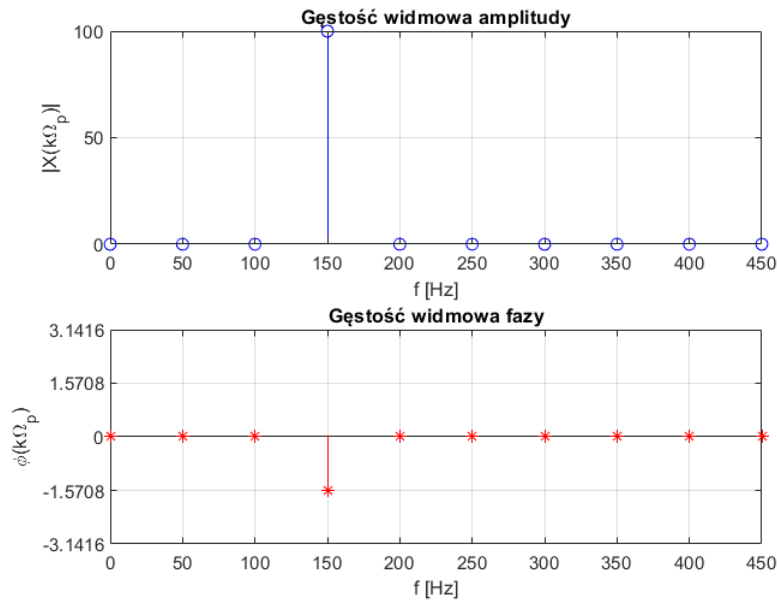 Gęstość widmowa amplitudy
|X(kΩ_p)|
100
50
0
0 50 100 150 200 250 300 350 400 450
f [Hz]
Gęstość widmowa fazy
ϕ(kΩ_p)
3.1416
1.5708
0
-1.5708
-3.1416
0 50 100 150 200 250 300 350 400 450
f [Hz]